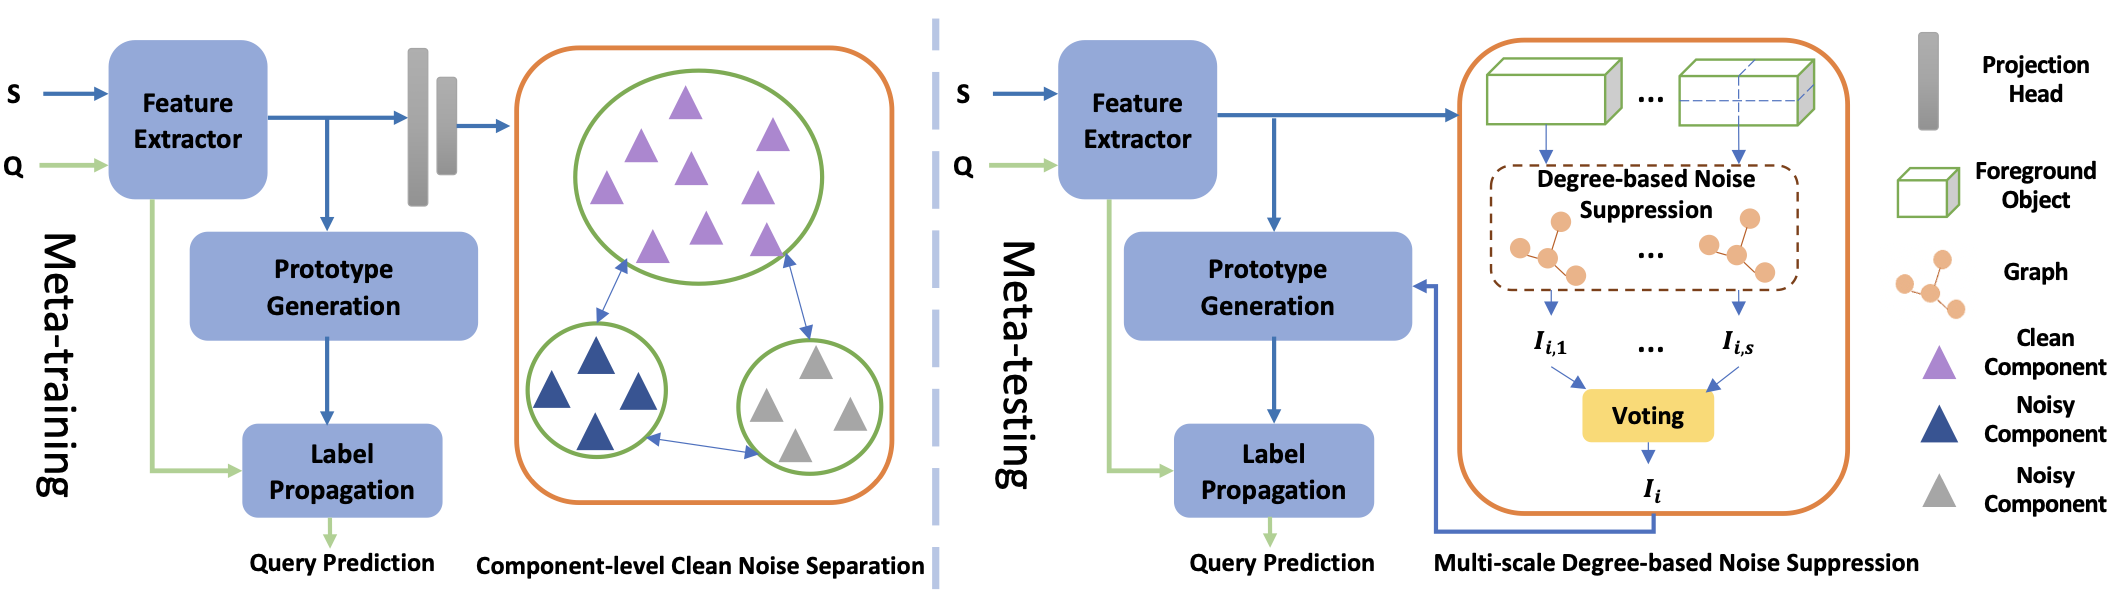 S
Q
Feature
Extractor
Prototype
Generation
Label
Propagation
Query Prediction
Meta-training
Component-level Clean Noise Separation
S
Q
Feature
Extractor
Prototype
Generation
Label
Propagation
Query Prediction
Meta-testing
...
Degree-based Noise
Suppression
...
I_{i,1} ... I_{i,s}
Voting
I_i
Multi-scale Degree-based Noise Suppression
Projection
Head
Foreground
Object
Graph
Clean
Component
Noisy
Component
Noisy
Component